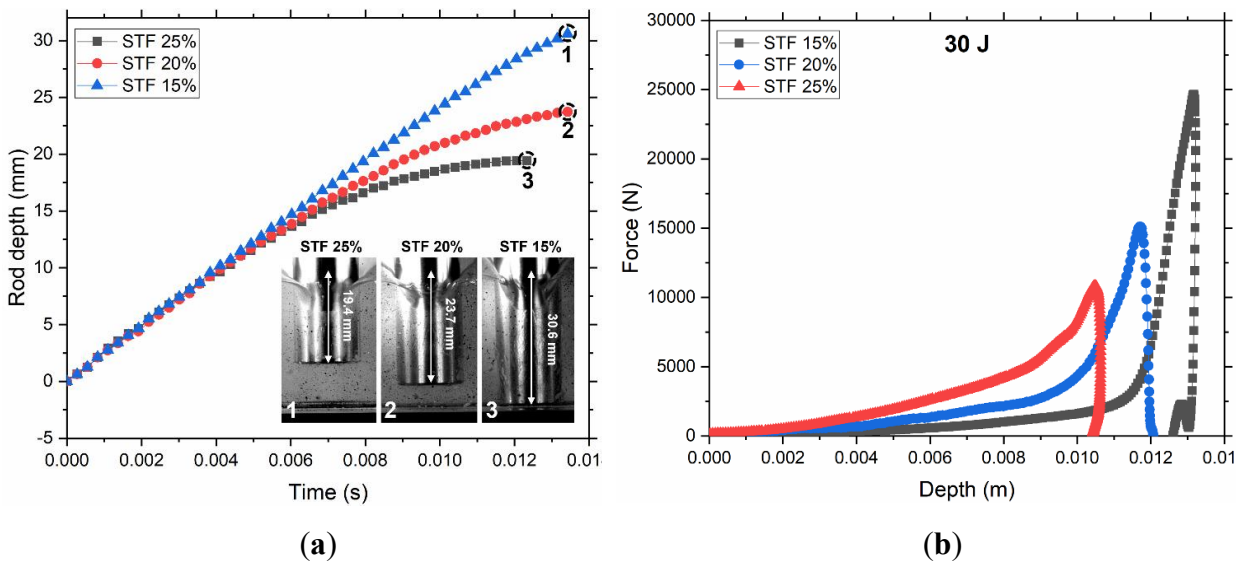 STF 25%
STF 20%
STF 15%
30
25
20
15
10
5
0
-5
Rod depth (mm)
1
2
3
STF 25%
STF 20%
STF 15%
19.4 mm
23.7 mm
30.6 mm
1
2
3
0.000
0.002
0.004
0.006
0.008
0.010
0.012
0.01
Time (s)
(a)
30 J
STF 15%
STF 20%
STF 25%
30000
25000
20000
15000
10000
5000
0
Force (N)
0.000
0.002
0.004
0.006
0.008
0.010
0.012
0.01
Depth (m)
(b)